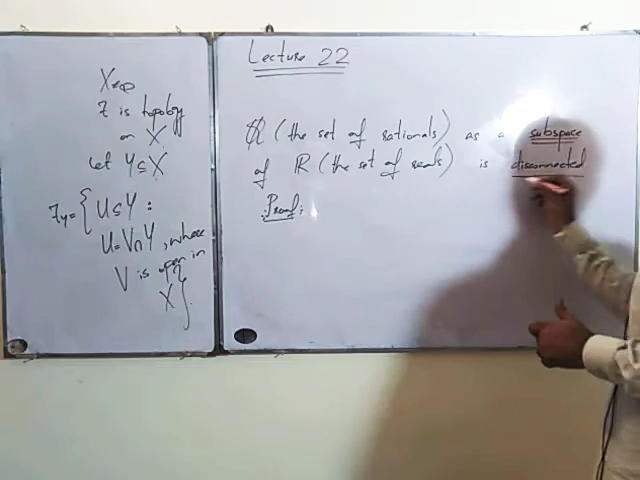 X≠∅
τ is topology
on X
Let Y⊆X
τ_Y = { U⊆Y :
U = V∩Y, where
V is open in
X }.
Lecture 22
ℚ (the set of rationals) as a subspace
of ℝ (the set of reals) is disconnected
:Proof: